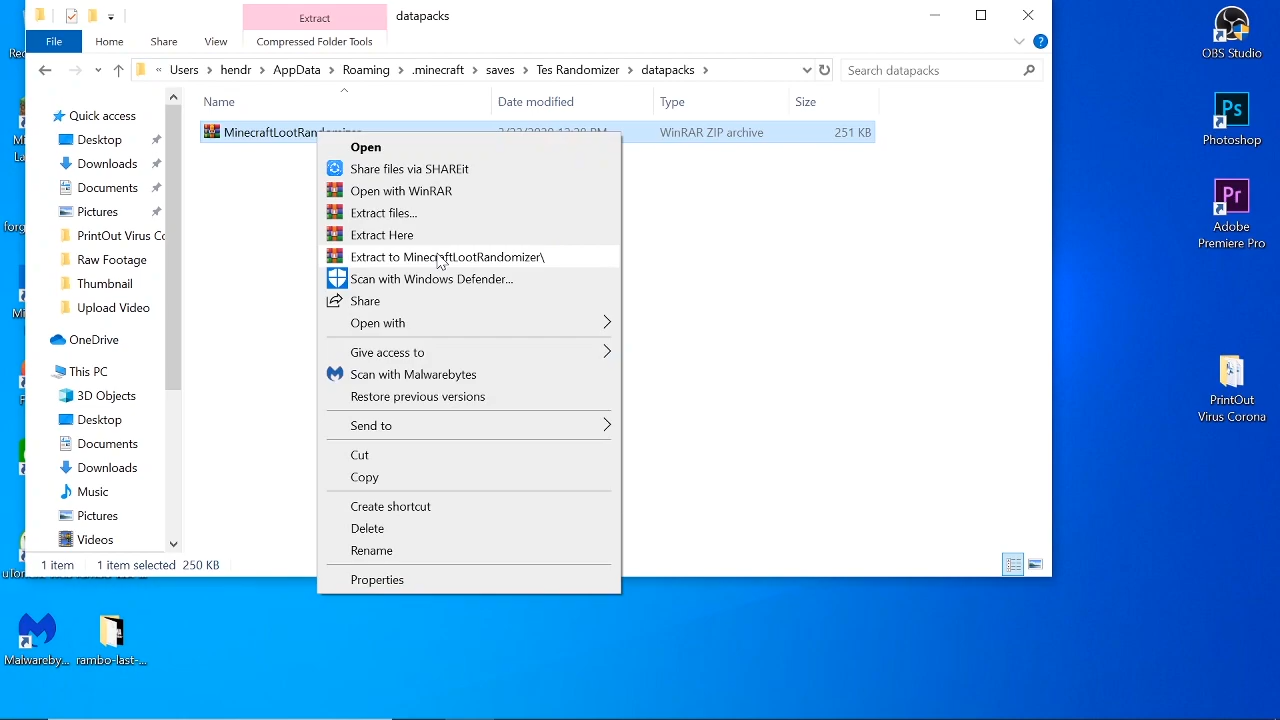 Extract
datapacks
File
Home
Share
View
Compressed Folder Tools
?
« Users > hendr > AppData > Roaming > .minecraft > saves > Tes Randomizer > datapacks >
Search datapacks
Name
Date modified
Type
Size
MinecraftLootRandomizer
WinRAR ZIP archive
251 KB
Quick access
Desktop
Downloads
Documents
Pictures
PrintOut Virus Co
Raw Footage
Thumbnail
Upload Video
OneDrive
This PC
3D Objects
Desktop
Documents
Downloads
Music
Pictures
Videos
Open
Share files via SHAREit
Open with WinRAR
Extract files...
Extract Here
Extract to MinecraftLootRandomizer\
Scan with Windows Defender...
Share
Open with
Give access to
Scan with Malwarebytes
Restore previous versions
Send to
Cut
Copy
Create shortcut
Delete
Rename
Properties
1 item
1 item selected 250 KB
OBS Studio
Ps
Photoshop
Pr
Adobe
Premiere Pro
PrintOut
Virus Corona
Malwareby...
rambo-last-...
forg